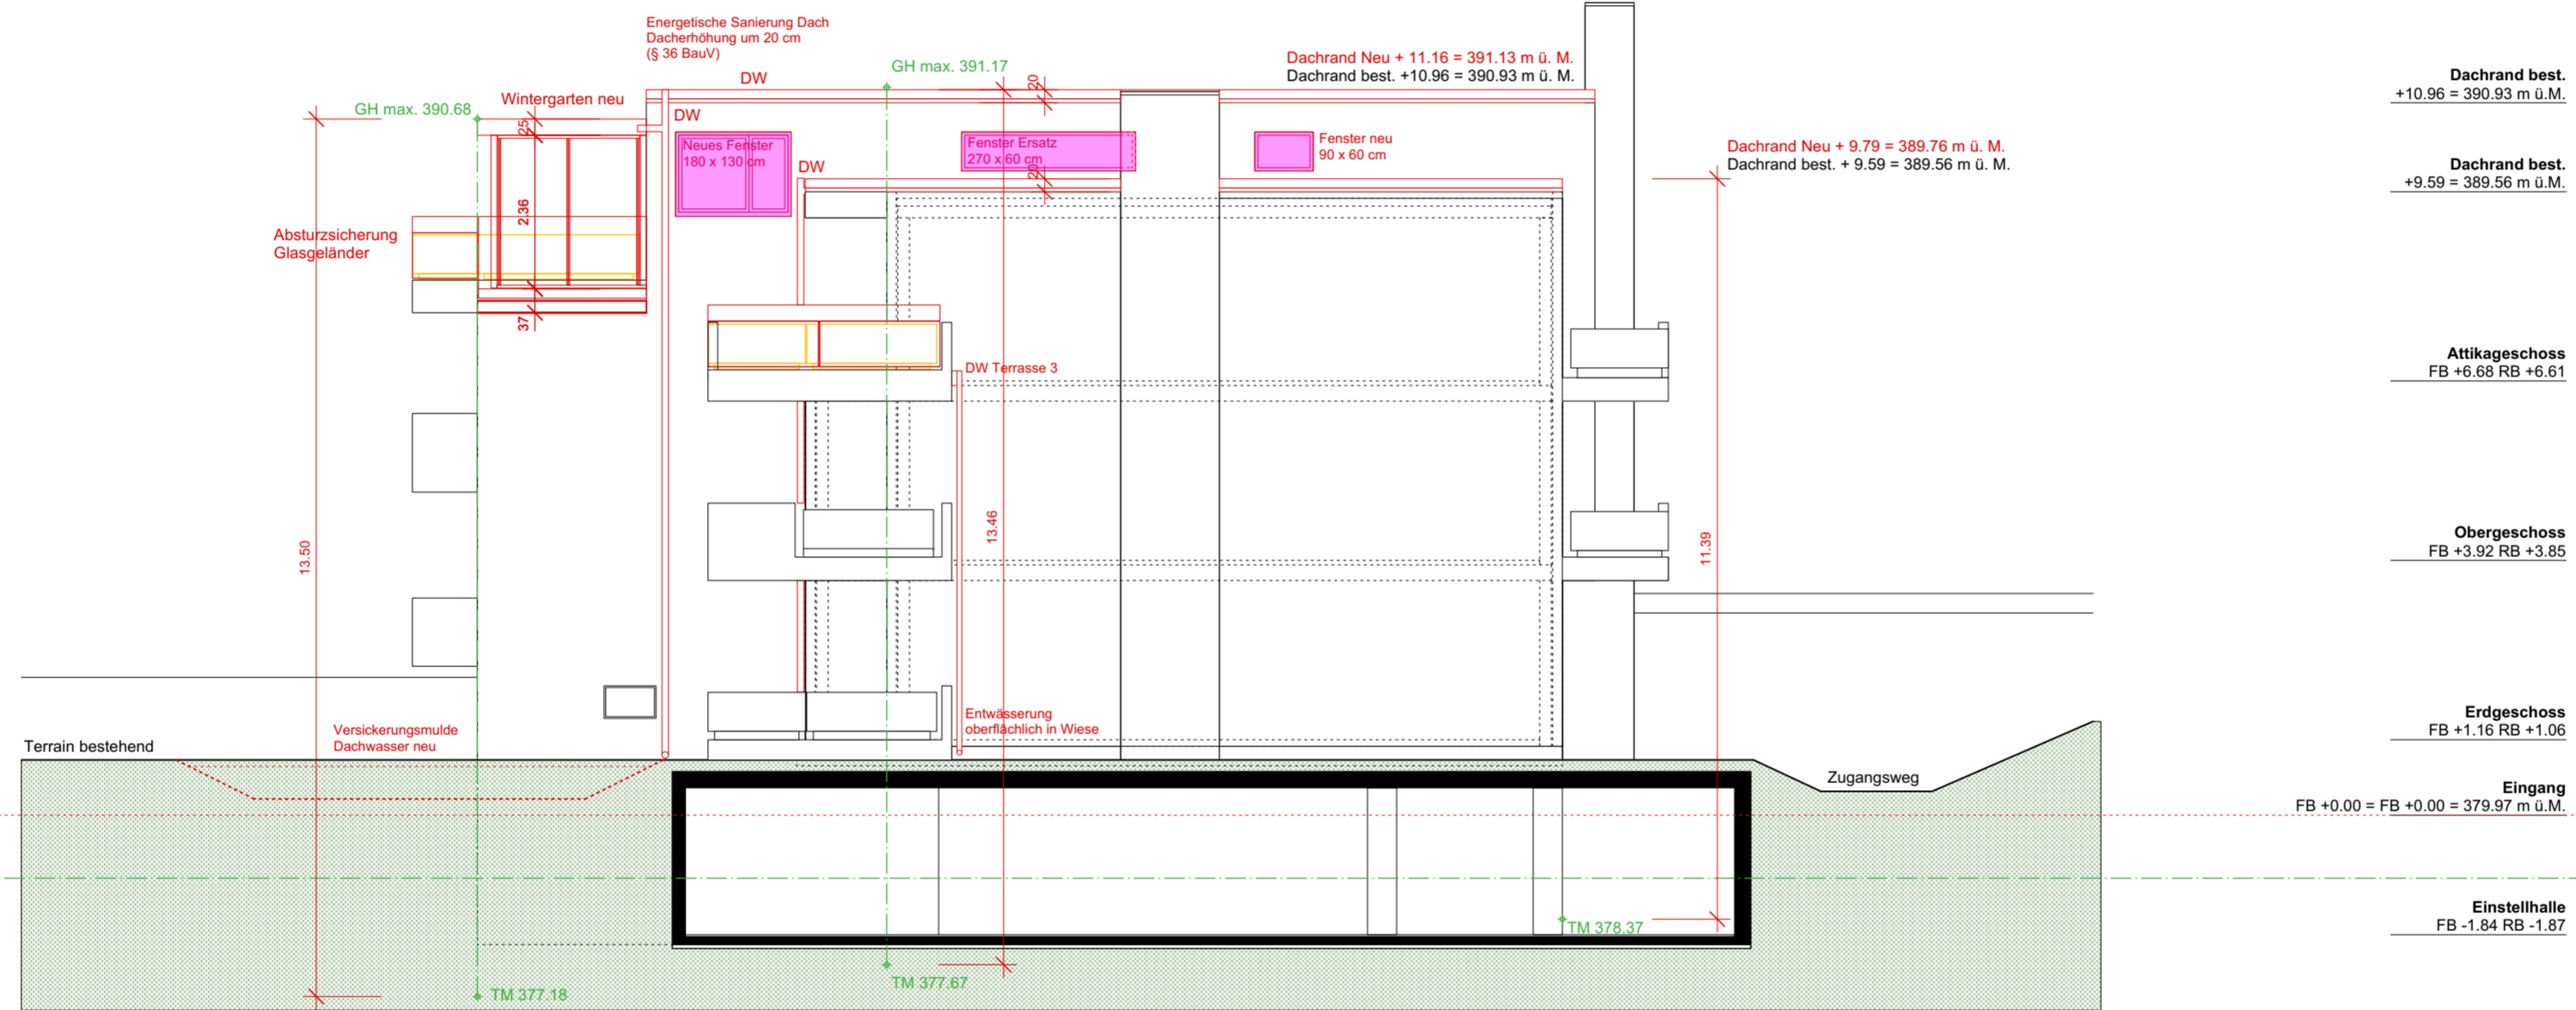 Energetische Sanierung Dach
Dacherhöhung um 20 cm
(§ 36 BauV)
DW
GH max. 391.17
20
Dachrand Neu + 11.16 = 391.13 m ü. M.
Dachrand best. +10.96 = 390.93 m ü. M.
Dachrand best.
+10.96 = 390.93 m ü.M.
GH max. 390.68
Wintergarten neu
25
DW
Neues Fenster
180 x 130 cm
Fenster Ersatz
270 x 60 cm
Fenster neu
90 x 60 cm
Dachrand Neu + 9.79 = 389.76 m ü. M.
Dachrand best. + 9.59 = 389.56 m ü. M.
Dachrand best.
+9.59 = 389.56 m ü.M.
DW
20
2.36
Absturzsicherung
Glasgeländer
37
DW Terrasse 3
Attikageschoss
FB +6.68 RB +6.61
13.50
13.46
11.39
Obergeschoss
FB +3.92 RB +3.85
Entwässerung
oberflächlich in Wiese
Erdgeschoss
FB +1.16 RB +1.06
Terrain bestehend
Versickerungsmulde
Dachwasser neu
Zugangsweg
Eingang
FB +0.00 = FB +0.00 = 379.97 m ü.M.
Einstellhalle
FB -1.84 RB -1.87
TM 378.37
TM 377.67
TM 377.18